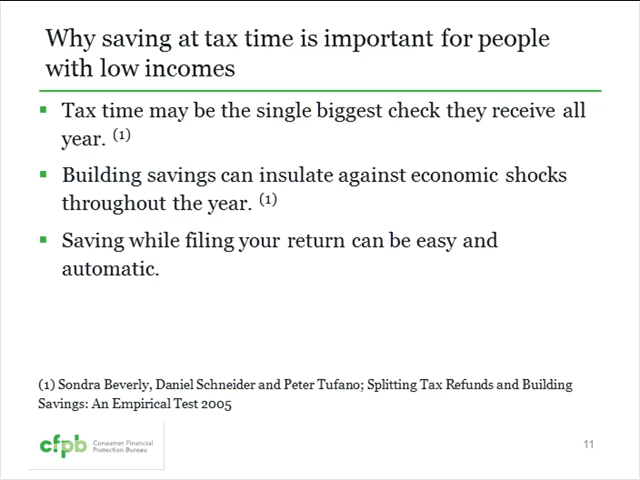 Why saving at tax time is important for people
with low incomes
▪ Tax time may be the single biggest check they receive all
year. (1)
▪ Building savings can insulate against economic shocks
throughout the year. (1)
▪ Saving while filing your return can be easy and
automatic.
(1) Sondra Beverly, Daniel Schneider and Peter Tufano; Splitting Tax Refunds and Building
Savings: An Empirical Test 2005
cfpb Consumer Financial
Protection Bureau
11